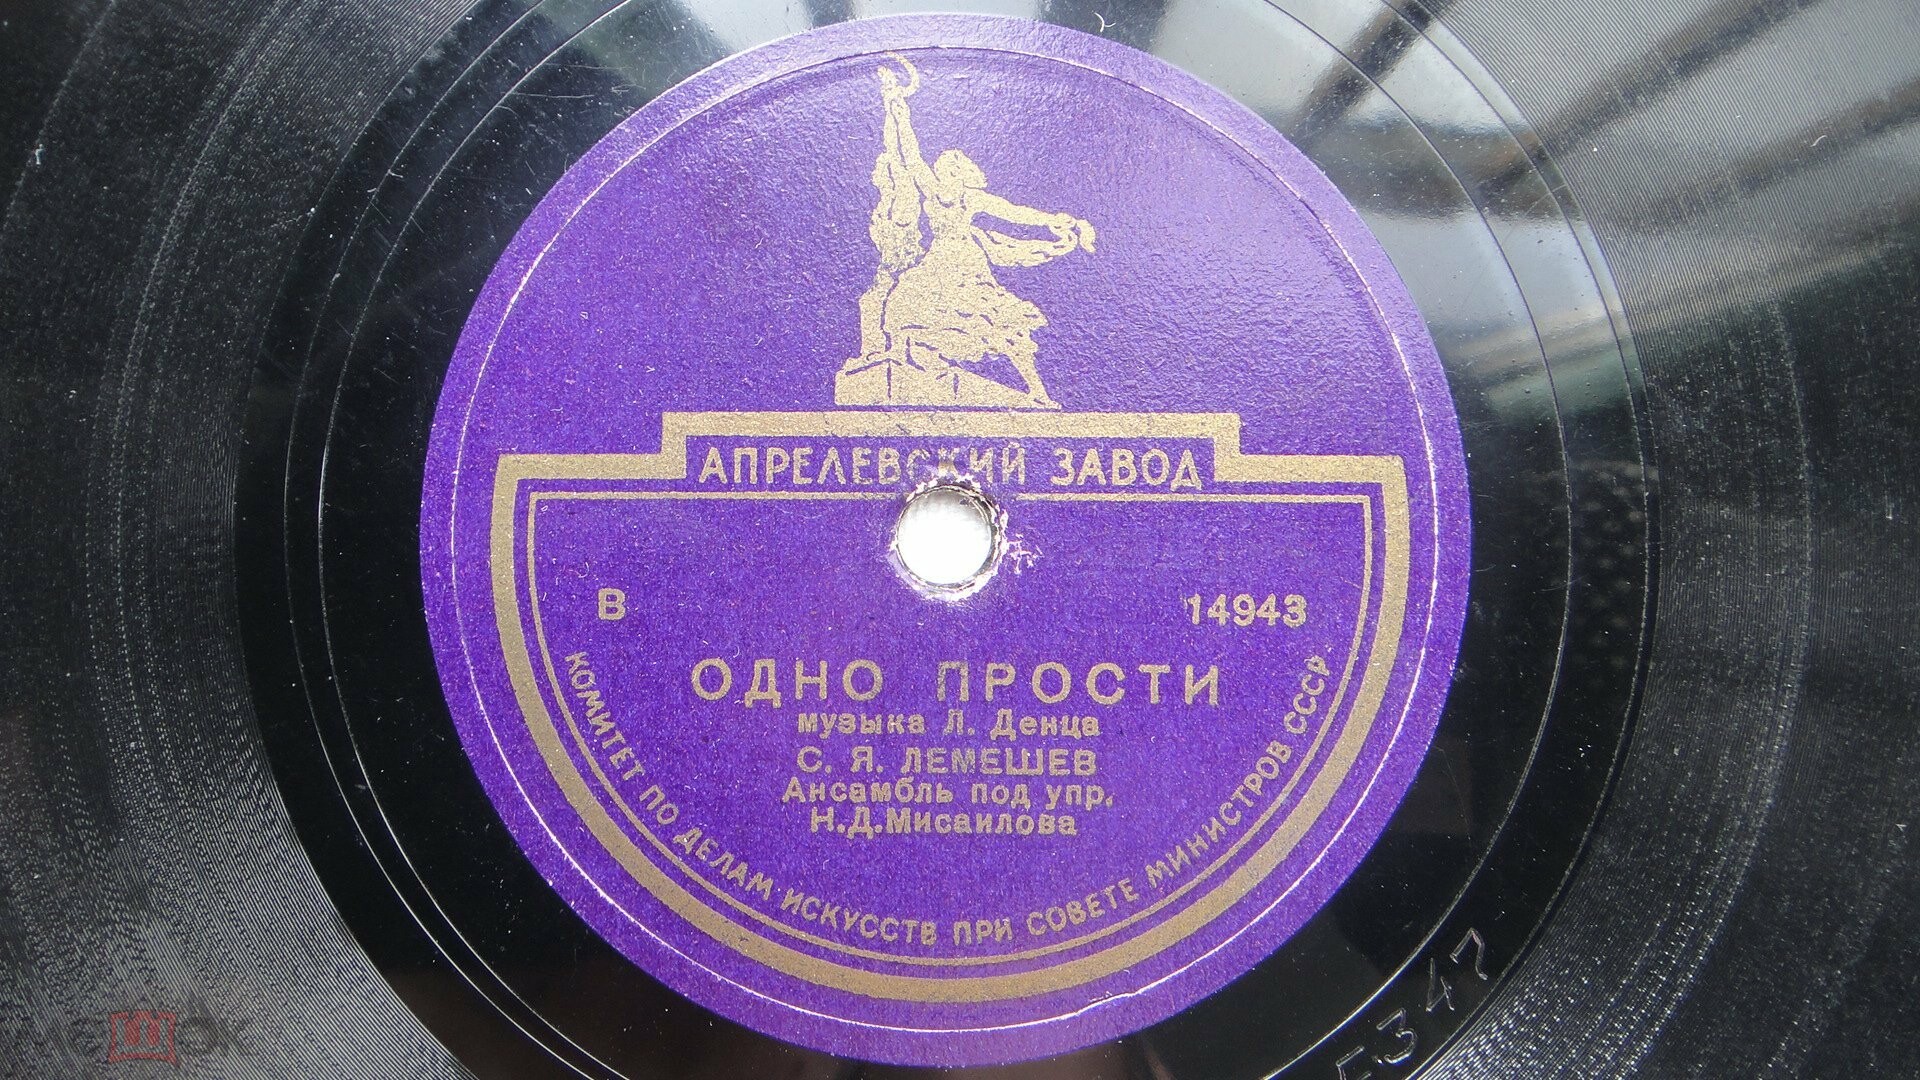 АПРЕЛЕВСКИЙ ЗАВОД
В 14943
ОДНО ПРОСТИ
музыка Л. Денца
С. Я. ЛЕМЕШЕВ
Ансамбль под упр.
Н.Д.Мисаилова
КОМИТЕТ ПО ДЕЛАМ ИСКУССТВ ПРИ СОВЕТЕ МИНИСТРОВ СССР
мешок